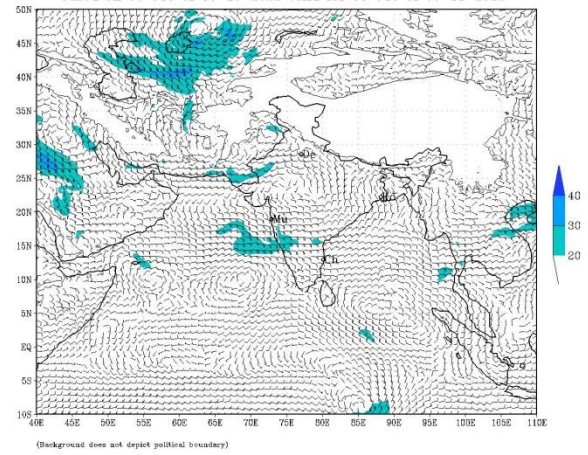 50N
45N
40N
35N
30N
25N
20N
15N
10N
5N
5S
10S
De
Mu
Ch
40
30
20
40E 45E 50E 55E 60E 65E 70E 75E 80E 85E 90E 95E 100E 105E 110E
(Background does not depict political boundary)